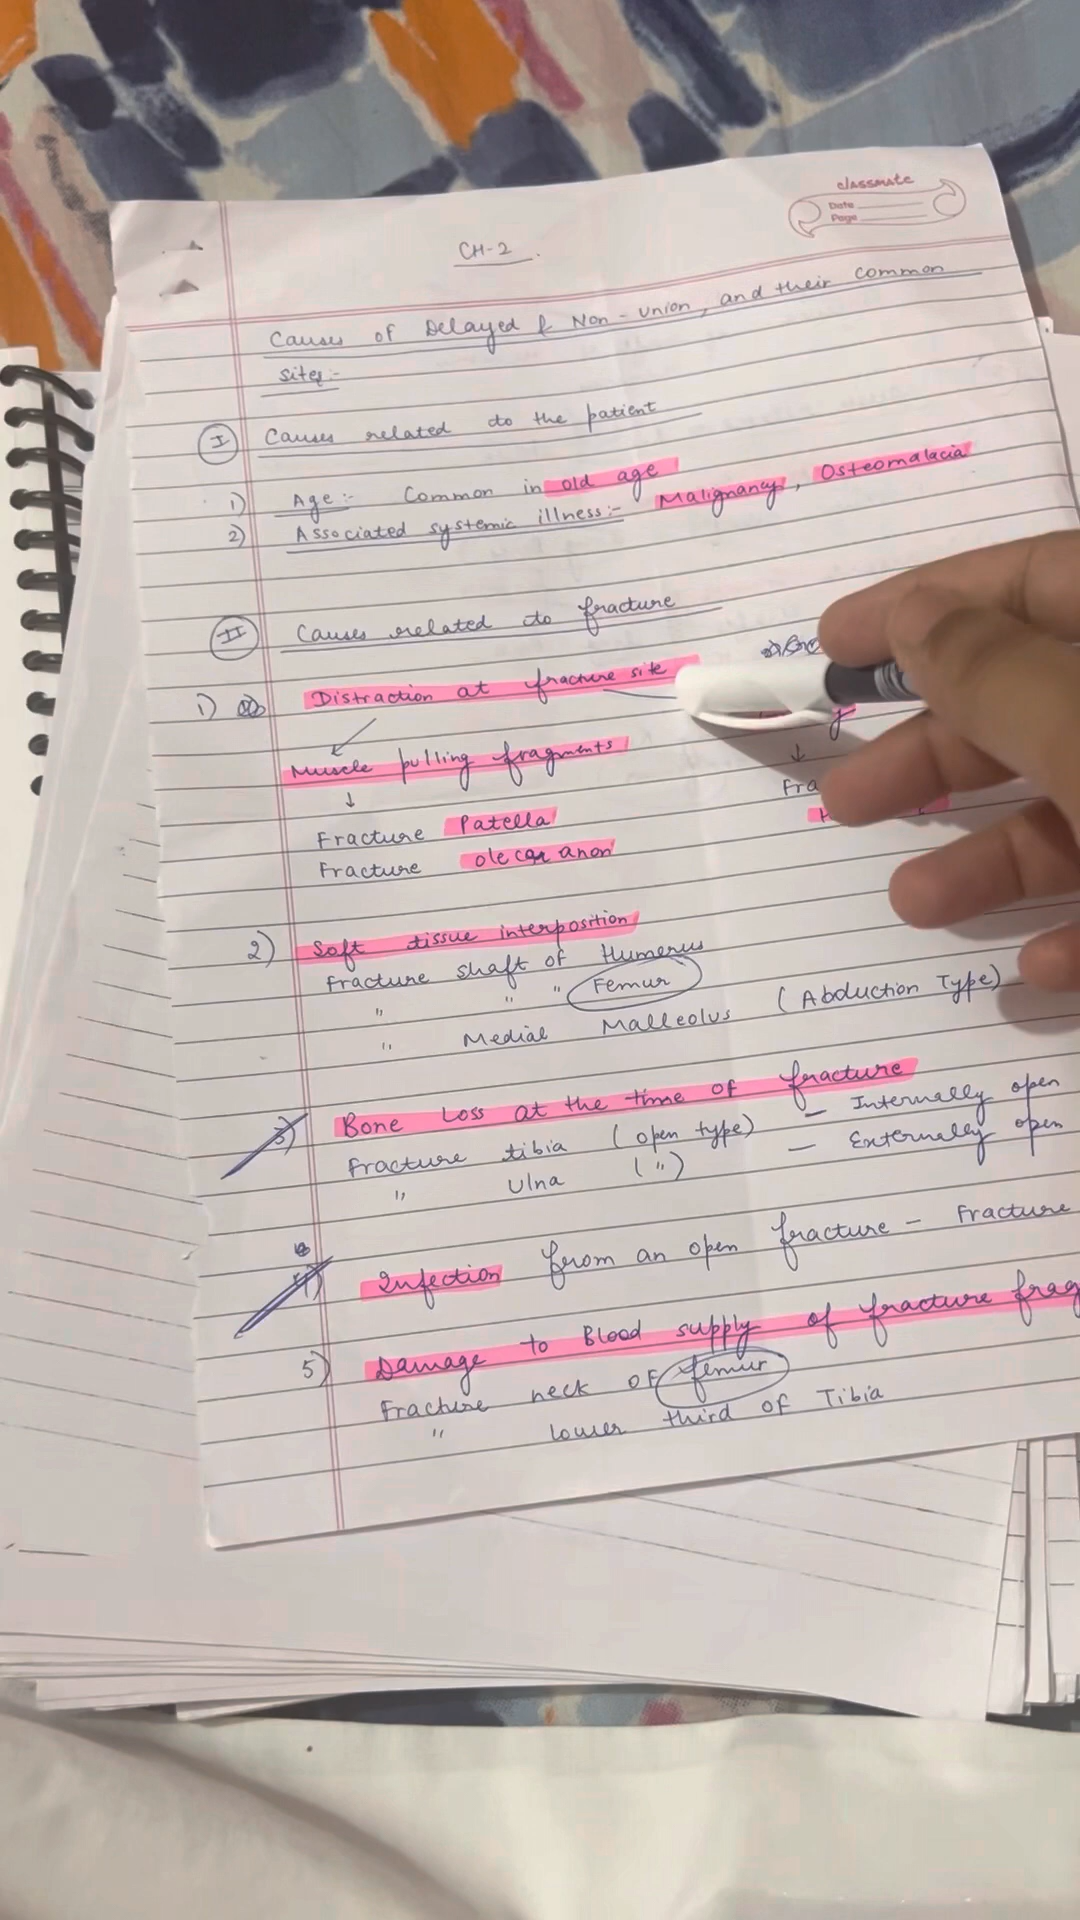 classmate
Date
Page
CH-2.
Causes of Delayed & Non-Union, and their common
sites:-
I Causes related to the patient
1) Age:- Common in old age
2) Associated systemic illness:- Malignancy, Osteomalacia
II Causes related to fracture
1) Distraction at fracture site
Muscle pulling fragments
↓ ↓
Fracture Patella Fra
Fracture olecranon H
2) Soft tissue interposition
Fracture shaft of Humerus
" " " Femur
" Medial Malleolus (Abduction Type)
3) Bone Loss at the time of fracture
Fracture tibia (open type) - Internally open
" Ulna (") - Externally open
4) Infection from an open fracture - Fracture
5) Damage to Blood supply of fracture frag
Fracture neck of femur
" lower third of Tibia